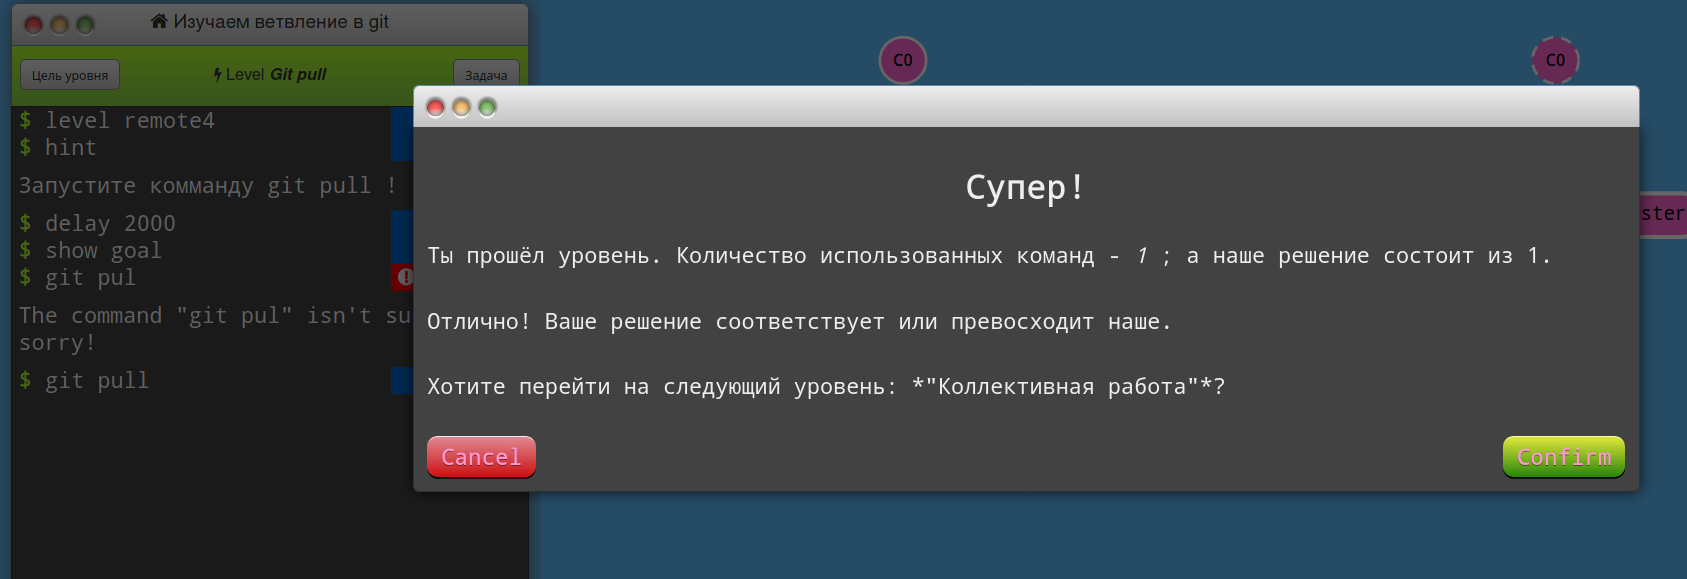 Изучаем ветвление в git
Цель уровня
Level Git pull
Задача
C0
C0
$ level remote4
$ hint
Запустите комманду git pull !
$ delay 2000
$ show goal
$ git pul
The command "git pul" isn't su
sorry!
$ git pull
ster
Супер!
Ты прошёл уровень. Количество использованных команд - 1 ; а наше решение состоит из 1.
Отлично! Ваше решение соответствует или превосходит наше.
Хотите перейти на следующий уровень: *"Коллективная работа"*?
Cancel
Confirm